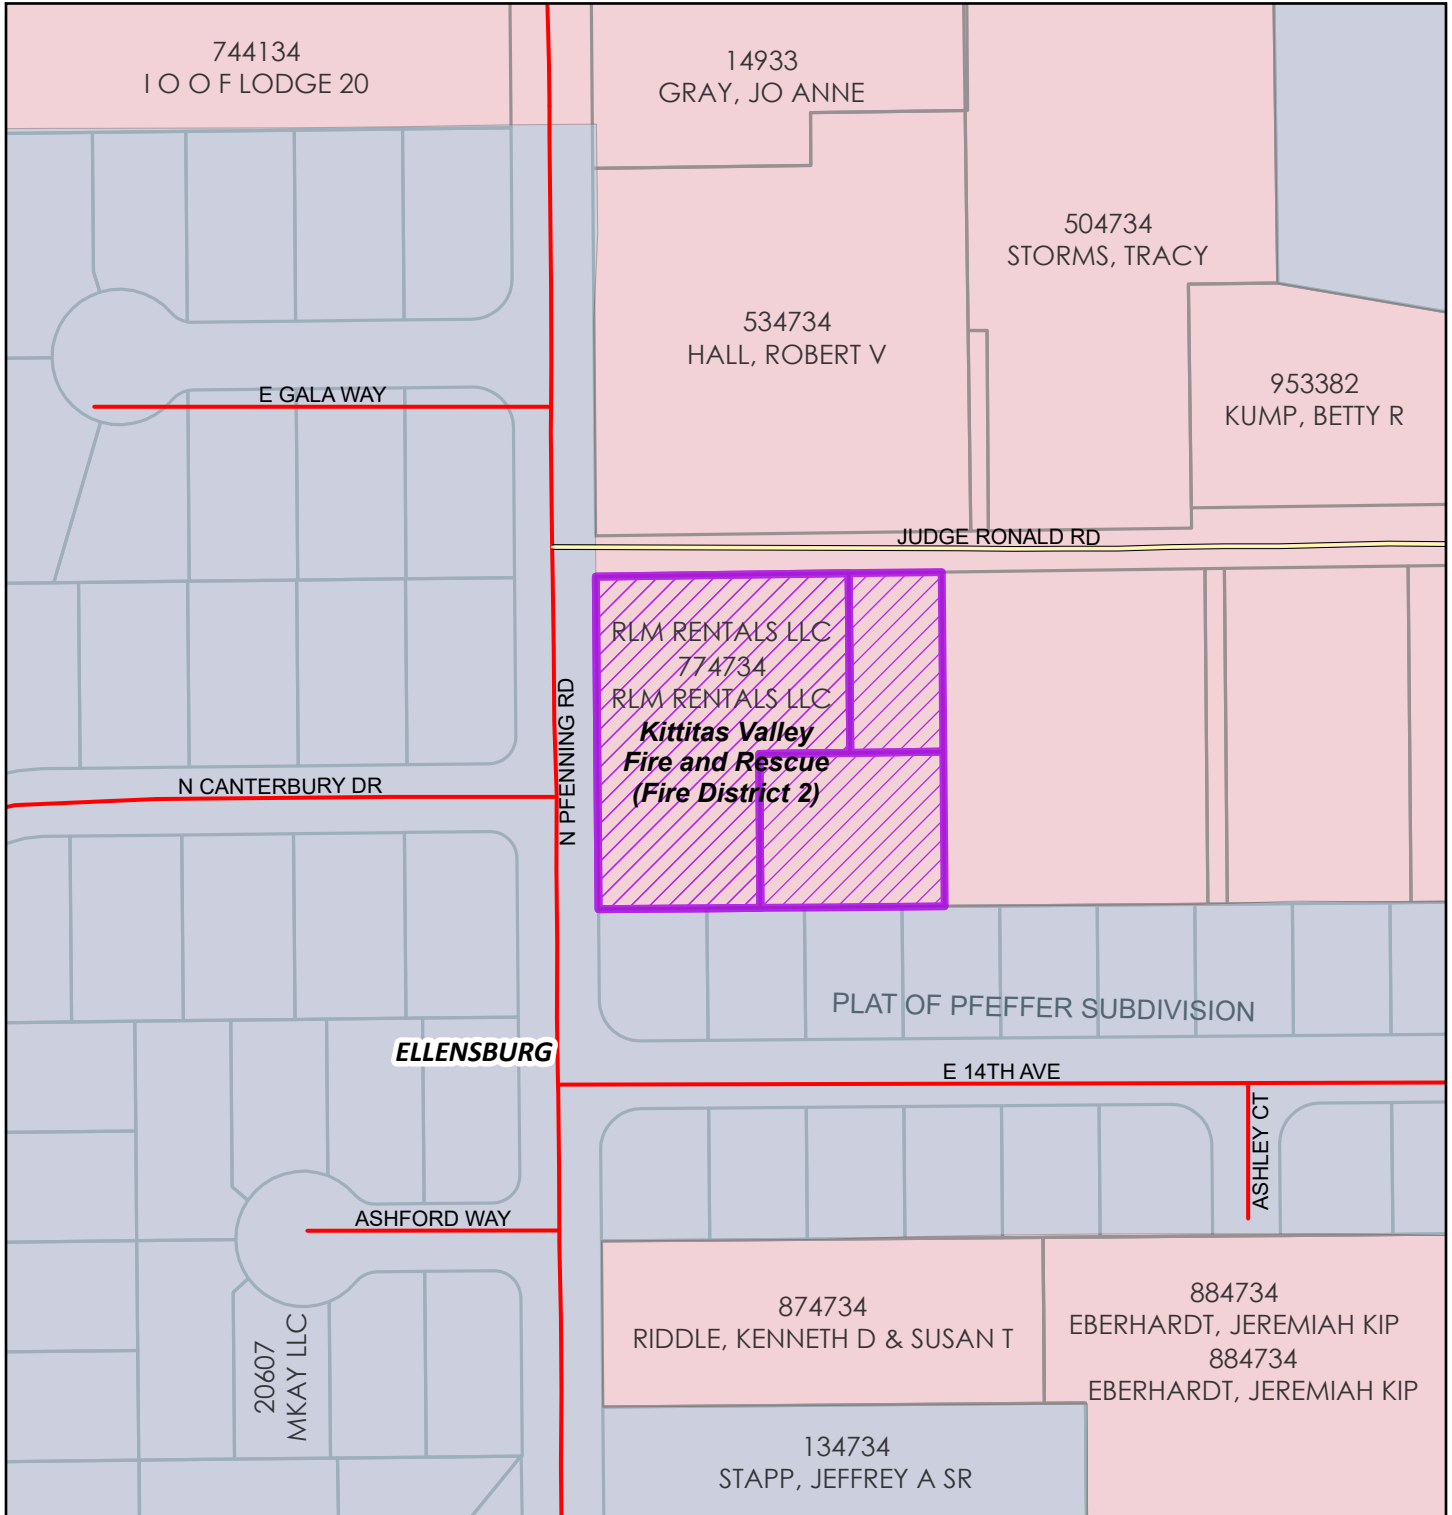 744134
I O O F LODGE 20
14933
GRAY, JO ANNE
504734
STORMS, TRACY
534734
HALL, ROBERT V
953382
KUMP, BETTY R
E GALA WAY
JUDGE RONALD RD
RLM RENTALS LLC
774734
RLM RENTALS LLC
Kittitas Valley
Fire and Rescue
(Fire District 2)
N PFENNING RD
N CANTERBURY DR
PLAT OF PFEFFER SUBDIVISION
ELLENSBURG
E 14TH AVE
ASHLEY CT
ASHFORD WAY
874734
RIDDLE, KENNETH D & SUSAN T
884734
EBERHARDT, JEREMIAH KIP
884734
EBERHARDT, JEREMIAH KIP
20607
MKAY LLC
134734
STAPP, JEFFREY A SR